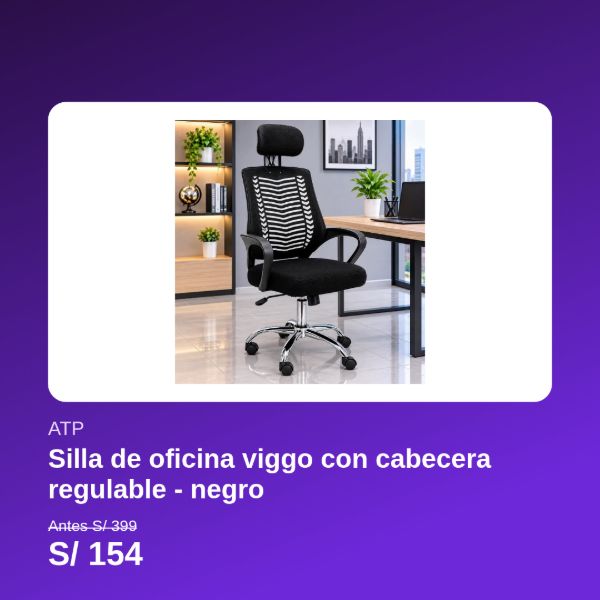 ATP
Silla de oficina viggo con cabecera
regulable - negro
Antes S/ 399
S/ 154